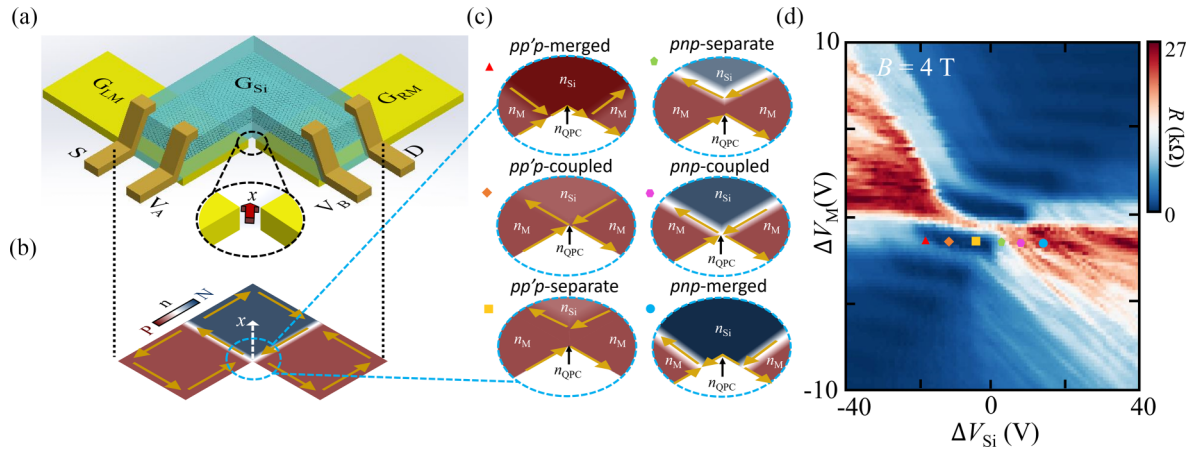 (a)
G_LM
G_Si
G_RM
S
V_A
x
V_B
D
(b)
P n N
x
(c)
pp'p-merged
n_Si
n_M
n_M
n_QPC
pnp-separate
n_Si
n_M
n_M
n_QPC
pp'p-coupled
n_Si
n_M
n_M
n_QPC
pnp-coupled
n_Si
n_M
n_M
n_QPC
pp'p-separate
n_Si
n_M
n_M
n_QPC
pnp-merged
n_Si
n_M
n_M
n_QPC
(d)
10
B = 4 T
27
R (kΩ)
0
ΔV_M(V)
-10
-40
0
40
ΔV_Si (V)